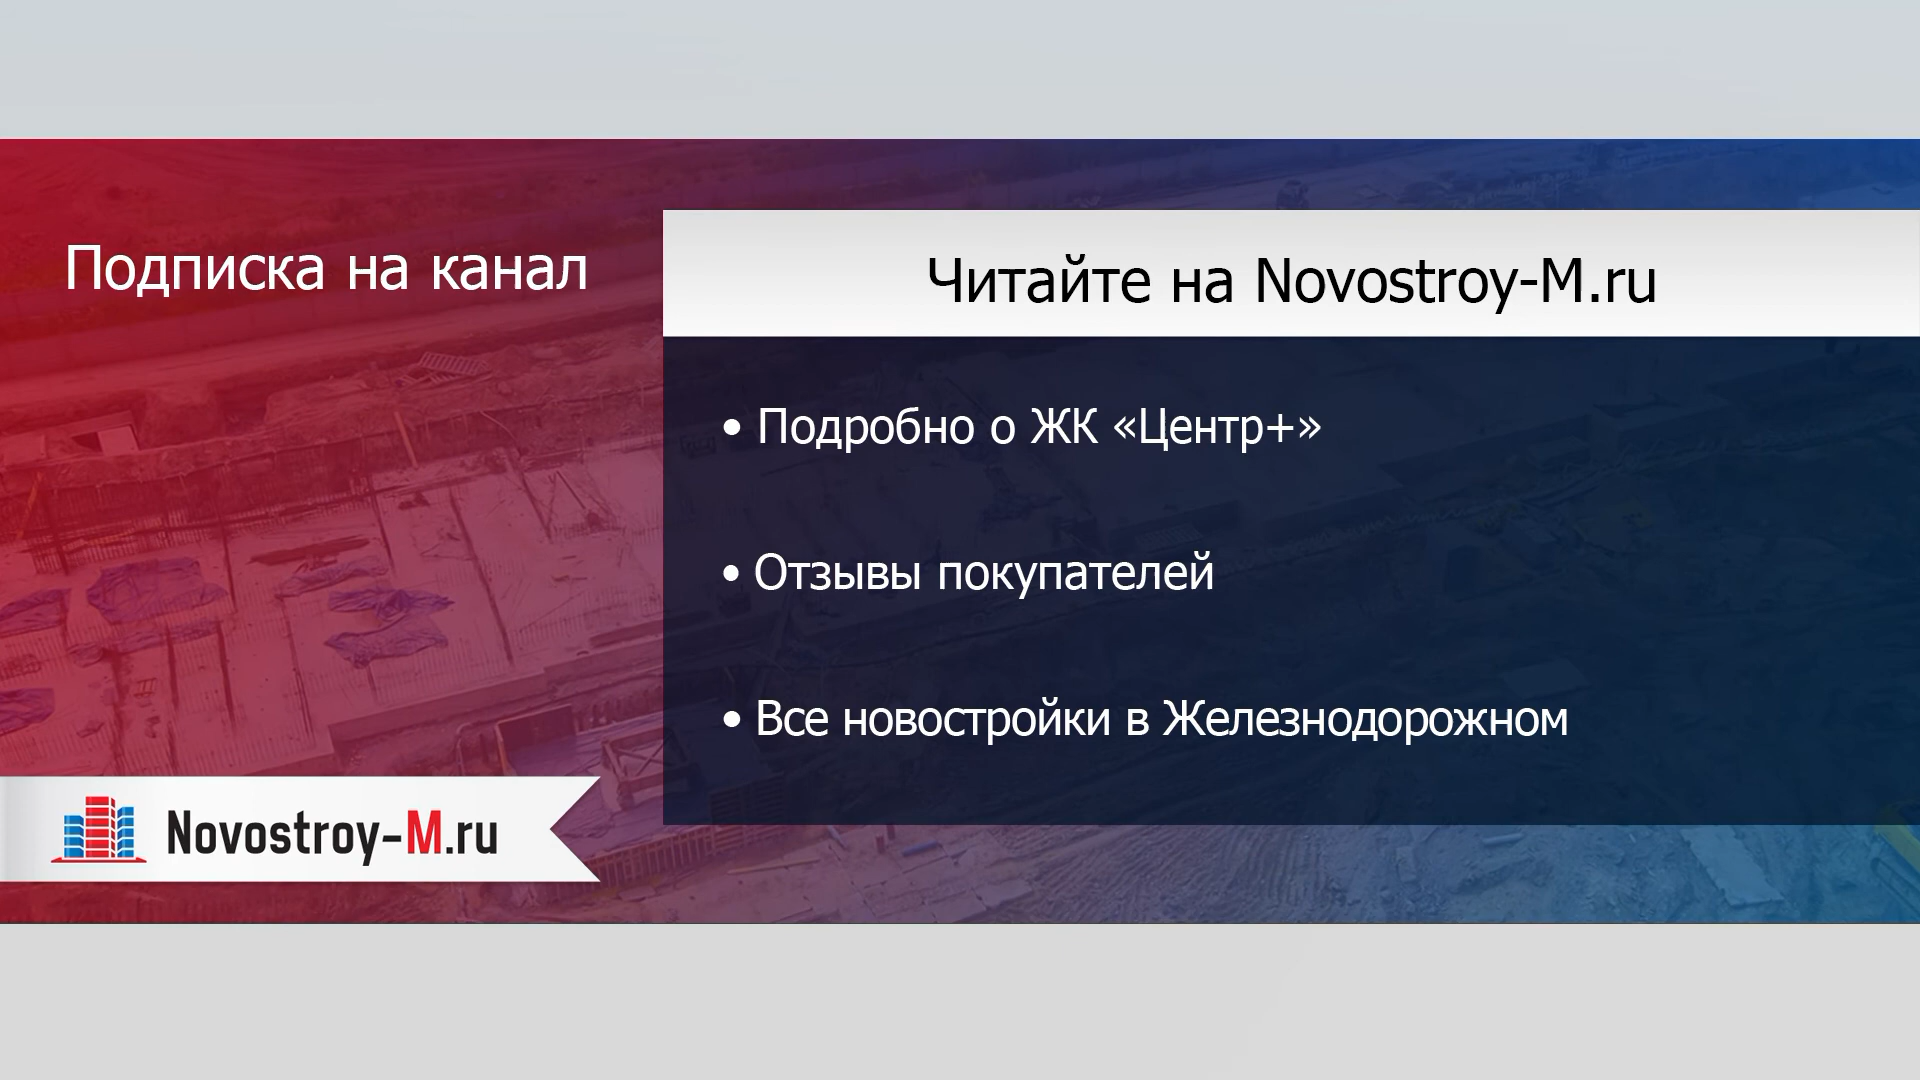 Подписка на канал
Читайте на Novostroy-M.ru
• Подробно о ЖК «Центр+»
• Отзывы покупателей
• Все новостройки в Железнодорожном
Novostroy-M.ru